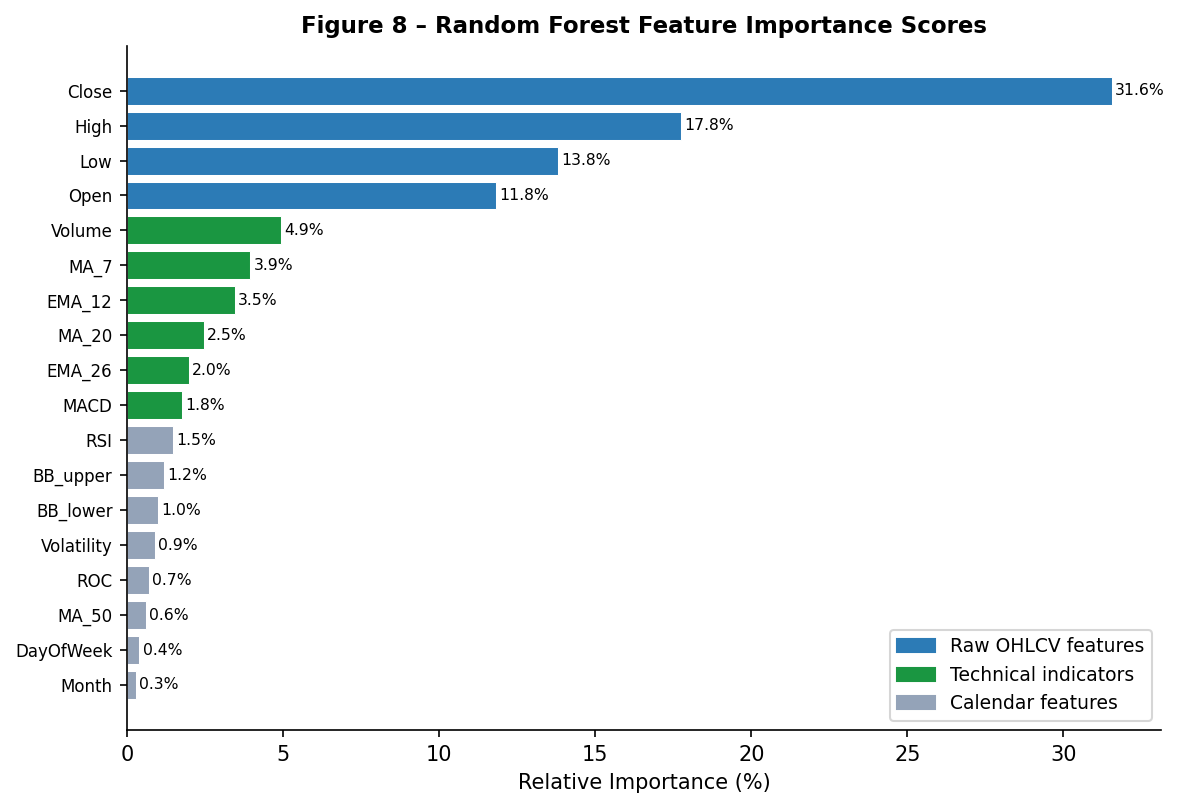 Figure 8 – Random Forest Feature Importance Scores
Close 31.6%
High 17.8%
Low 13.8%
Open 11.8%
Volume 4.9%
MA_7 3.9%
EMA_12 3.5%
MA_20 2.5%
EMA_26 2.0%
MACD 1.8%
RSI 1.5%
BB_upper 1.2%
BB_lower 1.0%
Volatility 0.9%
ROC 0.7%
MA_50 0.6%
DayOfWeek 0.4%
Month 0.3%
Raw OHLCV features
Technical indicators
Calendar features
0 5 10 15 20 25 30
Relative Importance (%)